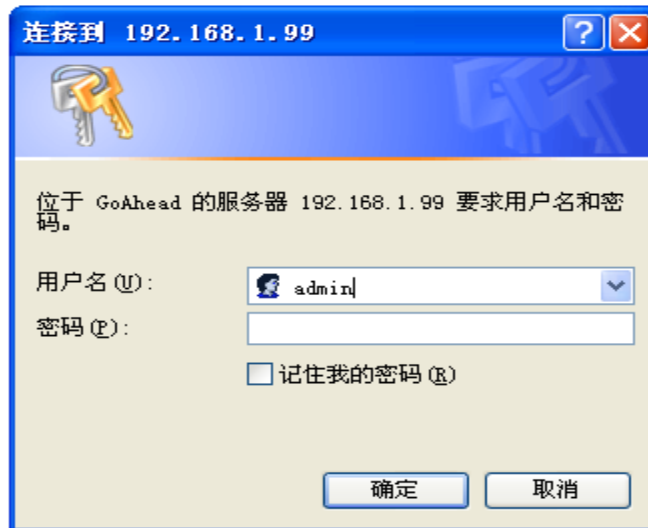 连接到 192.168.1.99
位于 GoAhead 的服务器 192.168.1.99 要求用户名和密
码。
用户名(U):
admin
密码(P):
记住我的密码(R)
确定
取消